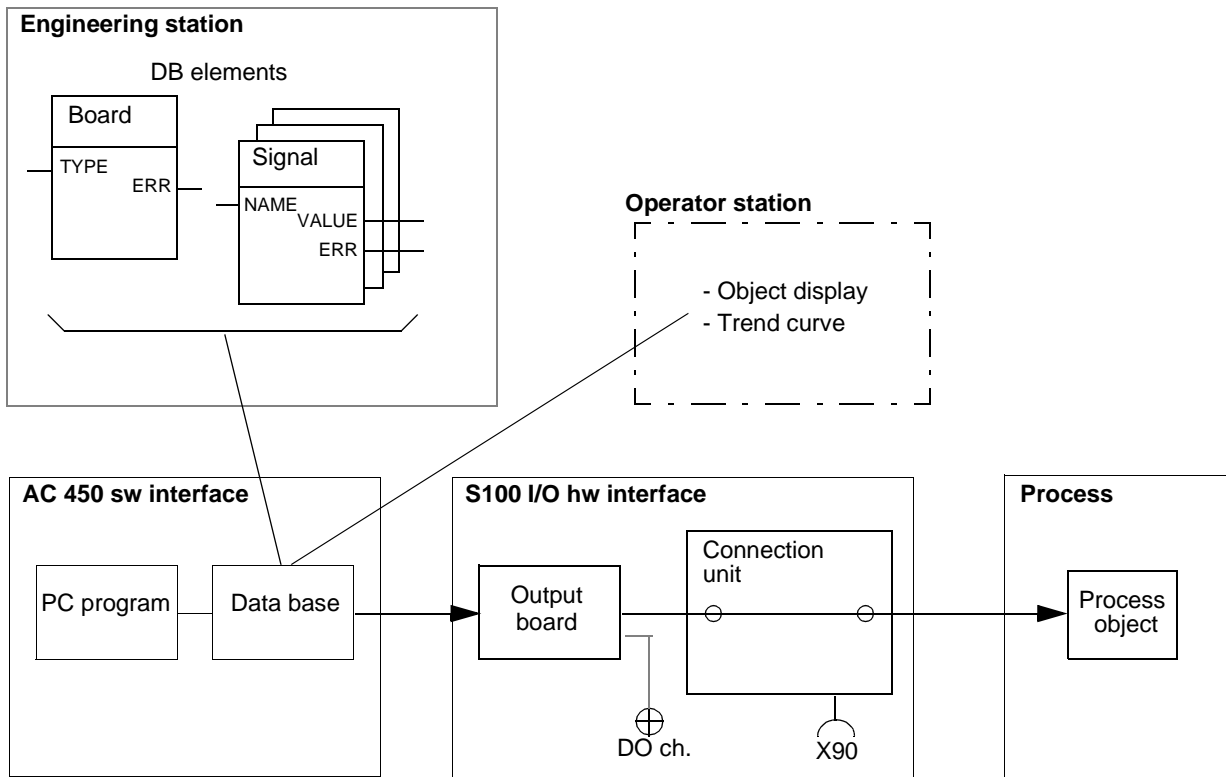 Engineering station
DB elements
Board
TYPE
ERR
Signal
NAME
VALUE
ERR
Operator station
- Object display
- Trend curve
AC 450 sw interface
PC program
Data base
S100 I/O hw interface
Output
board
Connection
unit
DO ch.
X90
Process
Process
object